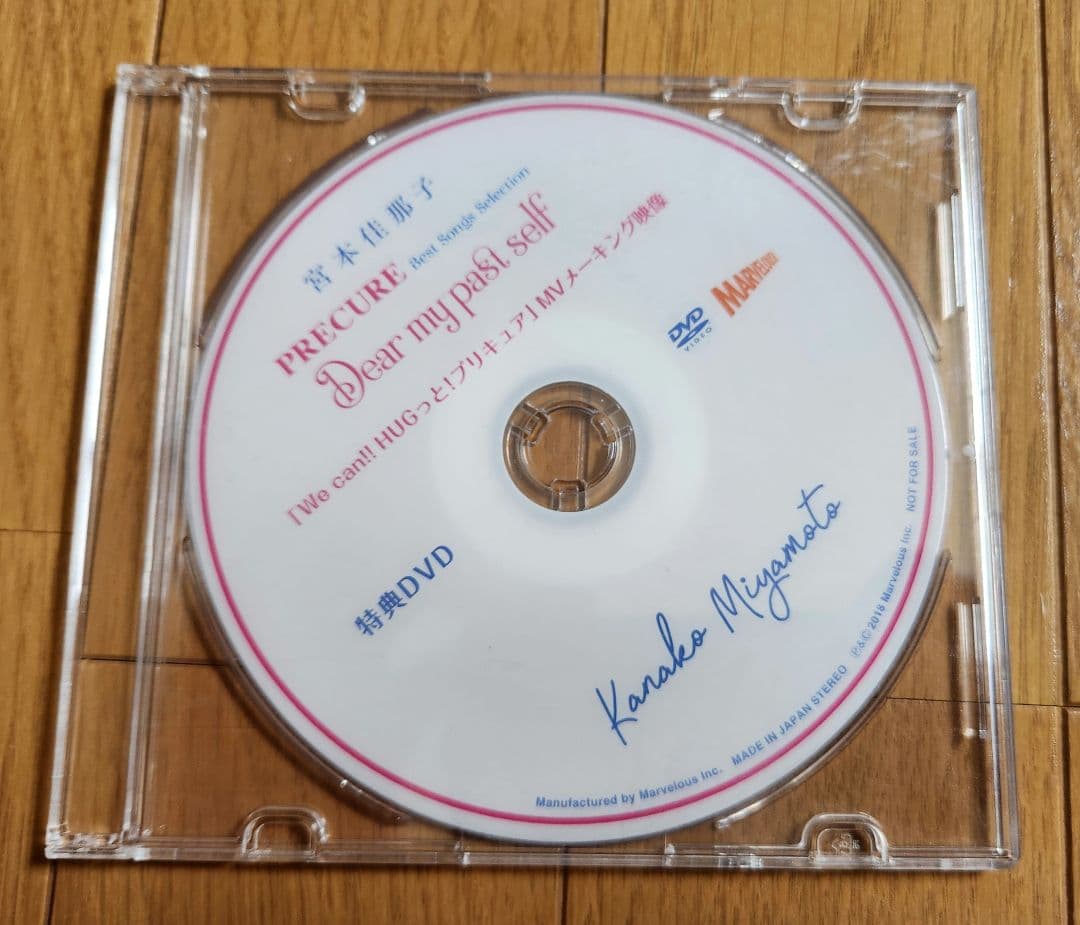 宮本佳那子
PRECURE Best Songs Selection
Dear my past self
「We can!! HUGっと!プリキュア」MVメーキング映像
DVD
VIDEO
MARVELOUS
特典DVD
Kanako Miyamoto
Manufactured by Marvelous Inc. MADE IN JAPAN STEREO ℗&© 2018 Marvelous Inc. NOT FOR SALE